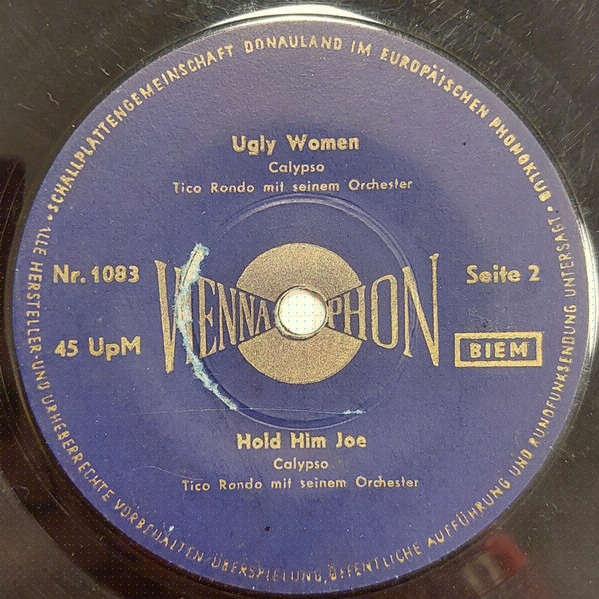 SCHALLPLATTENGEMEINSCHAFT DONAULAND IM EUROPÄISCHEN PHONOKLUB •
Ugly Women
Calypso
Tico Rondo mit seinem Orchester
Nr. 1083
Seite 2
WIENNAPHON
45 UpM
BIEM
Hold Him Joe
Calypso
Tico Rondo mit seinem Orchester
• ALLE HERSTELLER- UND URHEBERRECHTE VORBEHALTEN ÜBERSPIELUNG, ÖFFENTLICHE AUFFÜHRUNG UND RUNDFUNKSENDUNG UNTERSAGT •